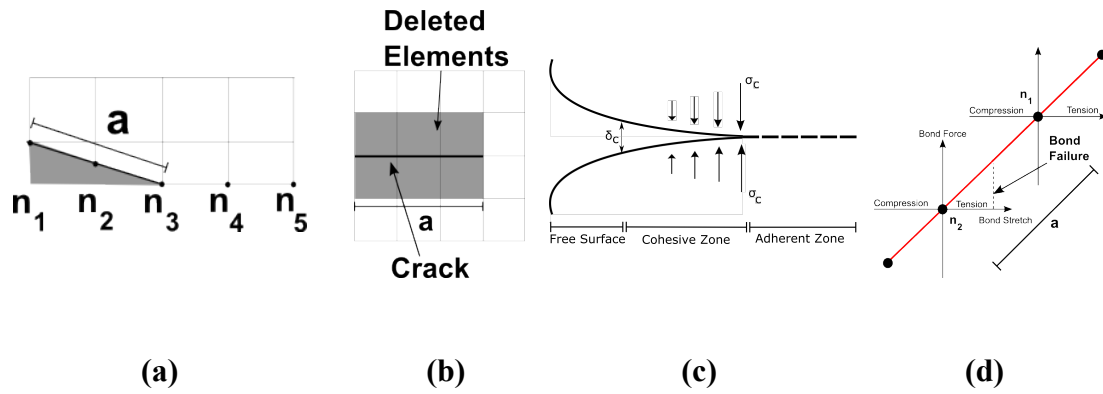 a
n1 n2 n3 n4 n5
(a)
Deleted
Elements
a
Crack
(b)
σc
δc
σc
Free Surface Cohesive Zone Adherent Zone
(c)
n1
Compression Tension
Bond Force
Bond
Failure
Compression Tension
Bond Stretch
n2
a
(d)